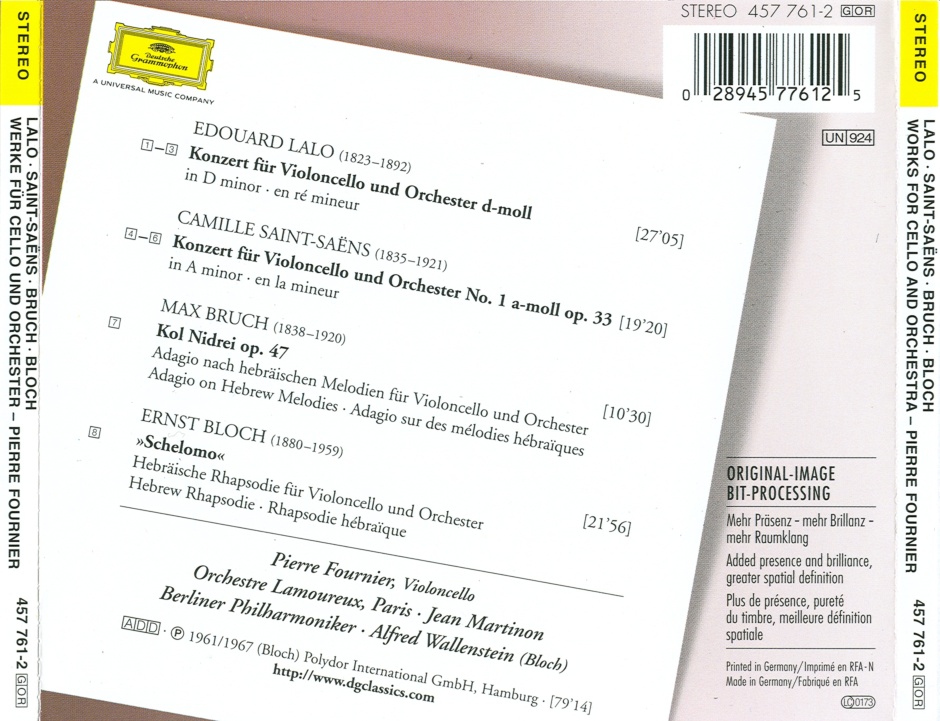 STEREO
LALO · SAINT-SAËNS · BRUCH · BLOCH
WERKE FÜR CELLO UND ORCHESTER – PIERRE FOURNIER
457 761-2 GOR
Deutsche
Grammophon
A UNIVERSAL MUSIC COMPANY
STEREO 457 761-2 GOR
0 28945 77612 5
UN 924
EDOUARD LALO (1823–1892)
1–3 Konzert für Violoncello und Orchester d-moll
in D minor · en ré mineur
[27'05]
CAMILLE SAINT-SAËNS (1835–1921)
4–6 Konzert für Violoncello und Orchester No. 1 a-moll op. 33 [19'20]
in A minor · en la mineur
MAX BRUCH (1838–1920)
7 Kol Nidrei op. 47
Adagio nach hebräischen Melodien für Violoncello und Orchester [10'30]
Adagio on Hebrew Melodies · Adagio sur des mélodies hébraïques
ERNST BLOCH (1880–1959)
8 »Schelomo«
Hebräische Rhapsodie für Violoncello und Orchester [21'56]
Hebrew Rhapsodie · Rhapsodie hébraïque
Pierre Fournier, Violoncello
Orchestre Lamoureux, Paris · Jean Martinon
Berliner Philharmoniker · Alfred Wallenstein (Bloch)
ADD · Ⓟ 1961/1967 (Bloch) Polydor International GmbH, Hamburg · [79'14]
http://www.dgclassics.com
ORIGINAL-IMAGE
BIT-PROCESSING
Mehr Präsenz – mehr Brillanz –
mehr Raumklang
Added presence and brilliance,
greater spatial definition
Plus de présence, pureté
du timbre, meilleure définition
spatiale
Printed in Germany/Imprimé en RFA - N
Made in Germany/Fabriqué en RFA
LC 0173
STEREO
LALO · SAINT-SAËNS · BRUCH · BLOCH
WORKS FOR CELLO AND ORCHESTRA – PIERRE FOURNIER
457 761-2 GOR